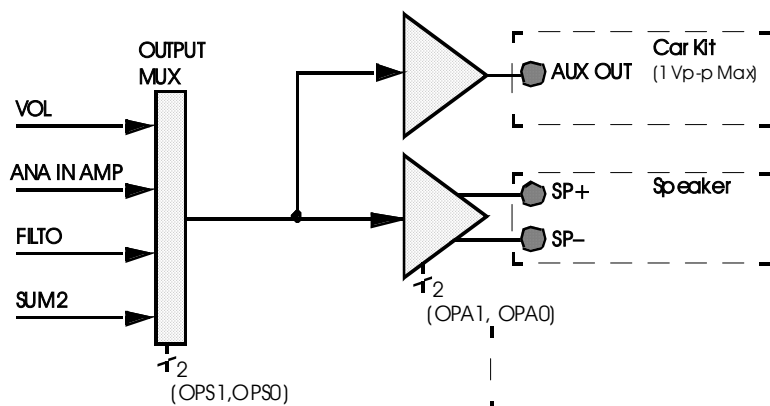 OUTPUT
MUX
VOL
ANA IN AMP
FILTO
SUM2
2
(OPS1,OPS0)
AUX OUT
Car Kit
(1 Vp-p Max)
SP+
Speaker
SP–
2
(OPA1, OPA0)